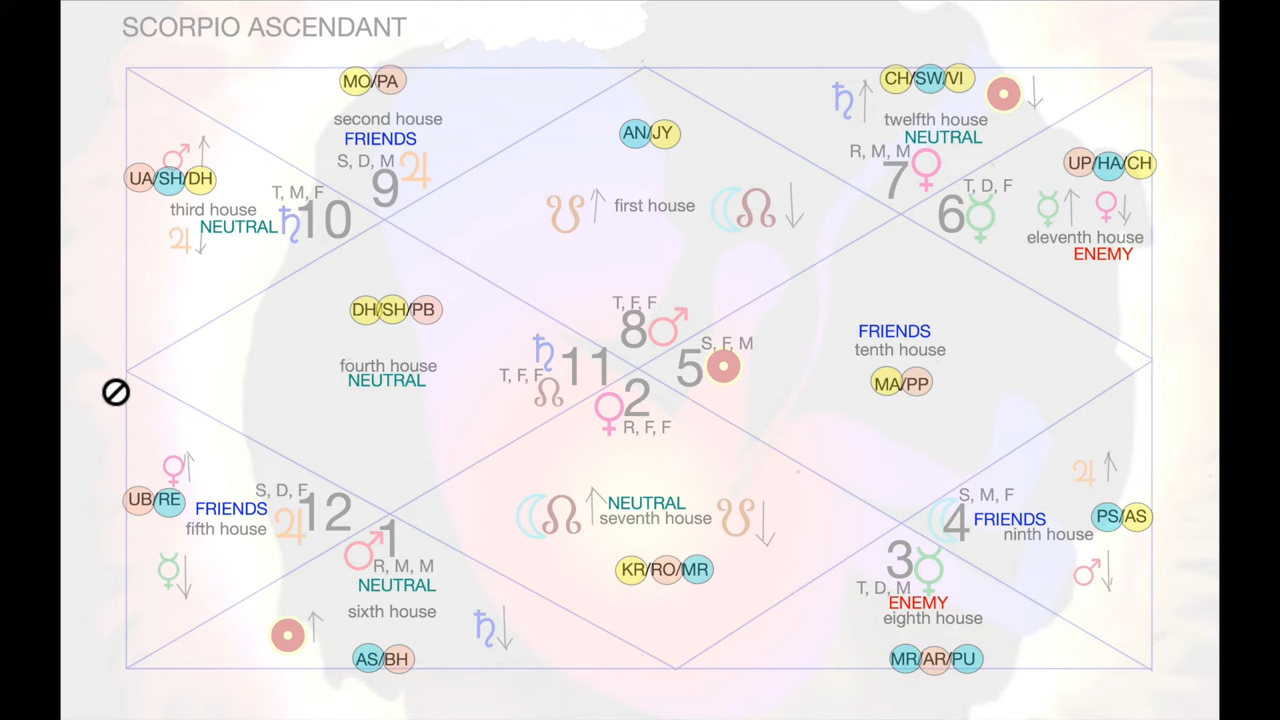 SCORPIO ASCENDANT
MO/PA
second house
FRIENDS
S, D, M
9
AN/JY
first house
CH/SW/VI
twelfth house
NEUTRAL
R, M, M
7
UP/HA/CH
T, D, F
6
eleventh house
ENEMY
UA/SH/DH
third house
NEUTRAL
T, M, F
10
DH/SH/PB
fourth house
NEUTRAL
T, F, F
8
T, F, F
11
S, F, M
5
2
R, F, F
FRIENDS
tenth house
MA/PP
UB/RE
FRIENDS
fifth house
S, D, F
12
1
R, M, M
NEUTRAL
sixth house
AS/BH
NEUTRAL
seventh house
KR/RO/MR
S, M, F
4
FRIENDS
ninth house
PS/AS
3
T, D, M
ENEMY
eighth house
MR/AR/PU